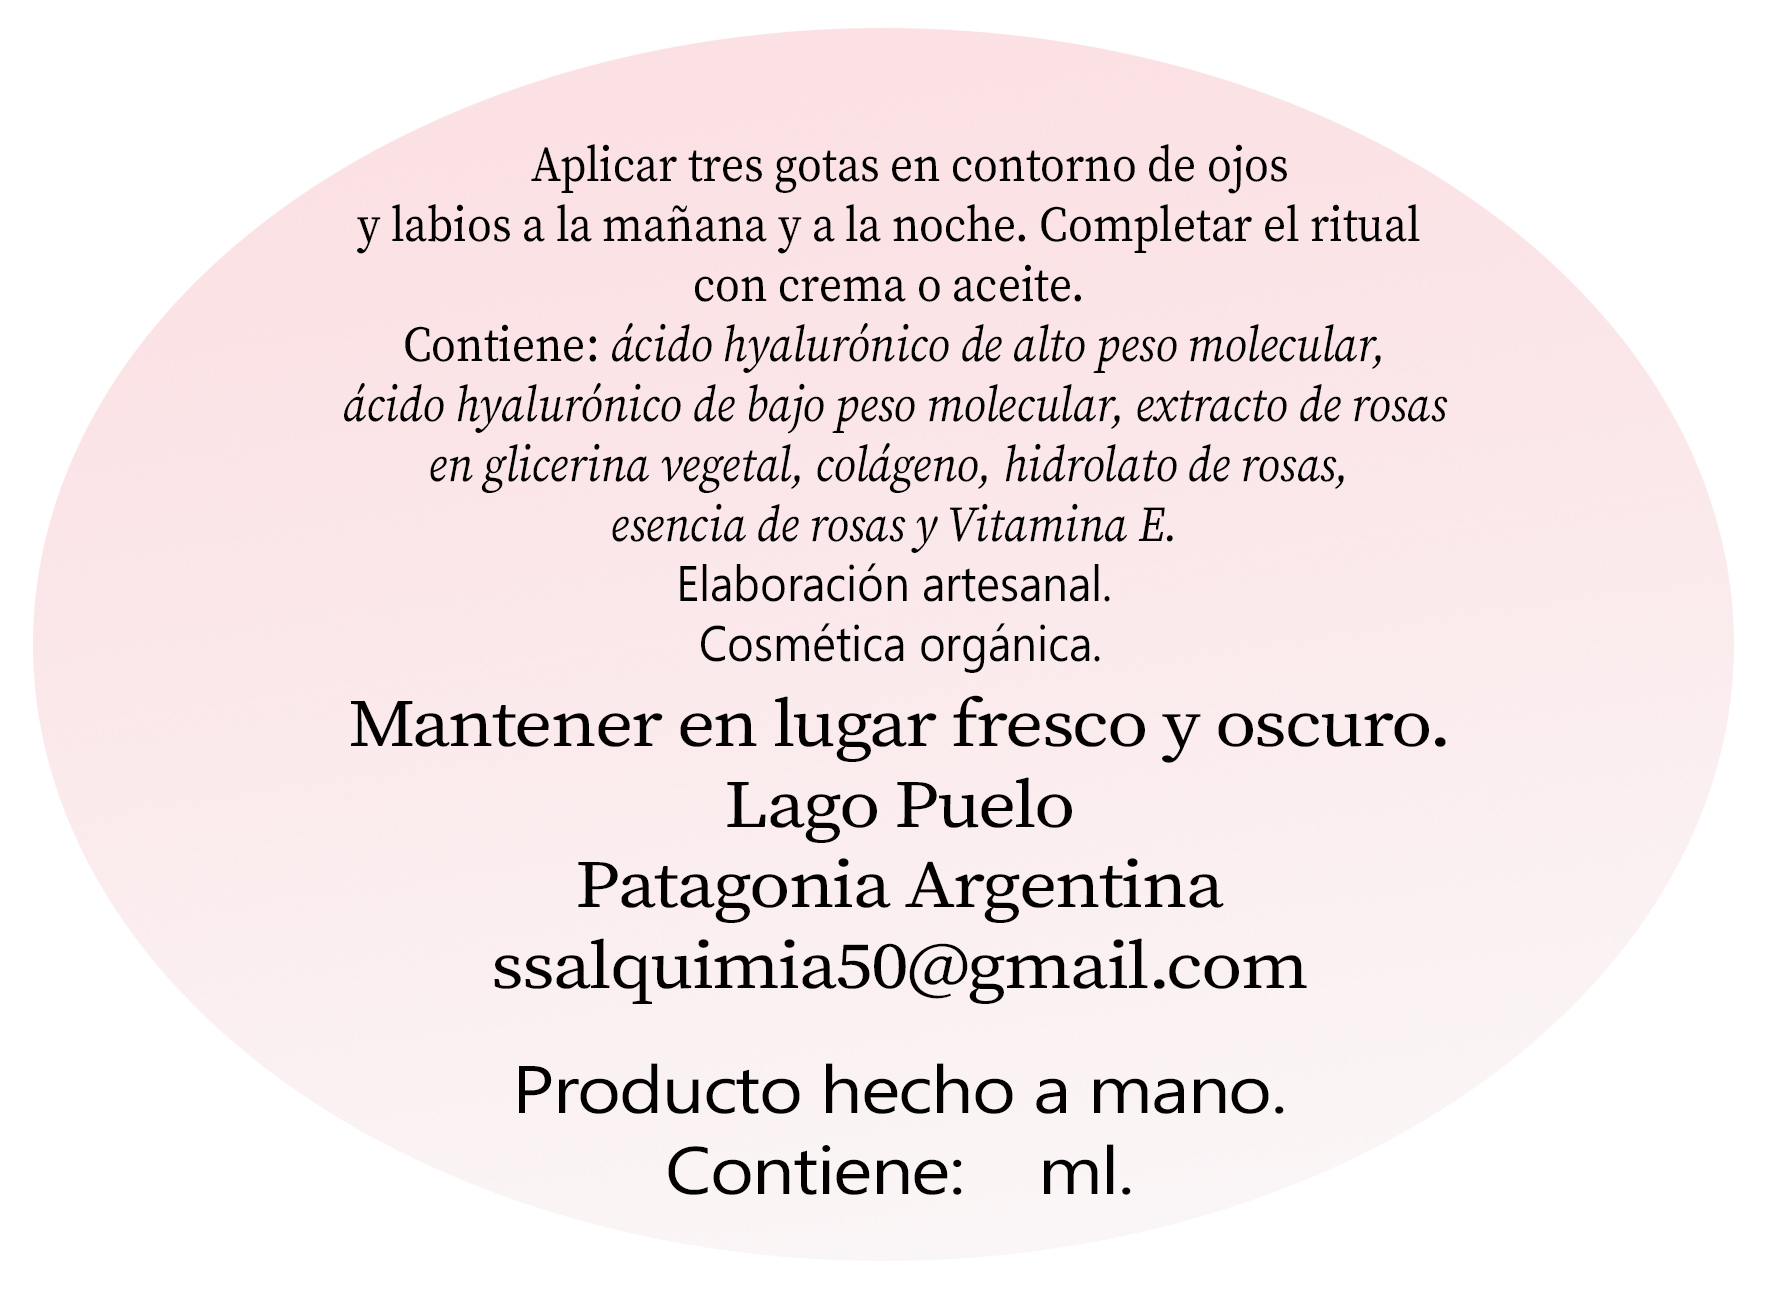 Aplicar tres gotas en contorno de ojos
y labios a la mañana y a la noche. Completar el ritual
con crema o aceite.
Contiene: ácido hyalurónico de alto peso molecular,
ácido hyalurónico de bajo peso molecular, extracto de rosas
en glicerina vegetal, colágeno, hidrolato de rosas,
esencia de rosas y Vitamina E.
Elaboración artesanal.
Cosmética orgánica.
Mantener en lugar fresco y oscuro.
Lago Puelo
Patagonia Argentina
ssalquimia50@gmail.com
Producto hecho a mano.
Contiene:    ml.